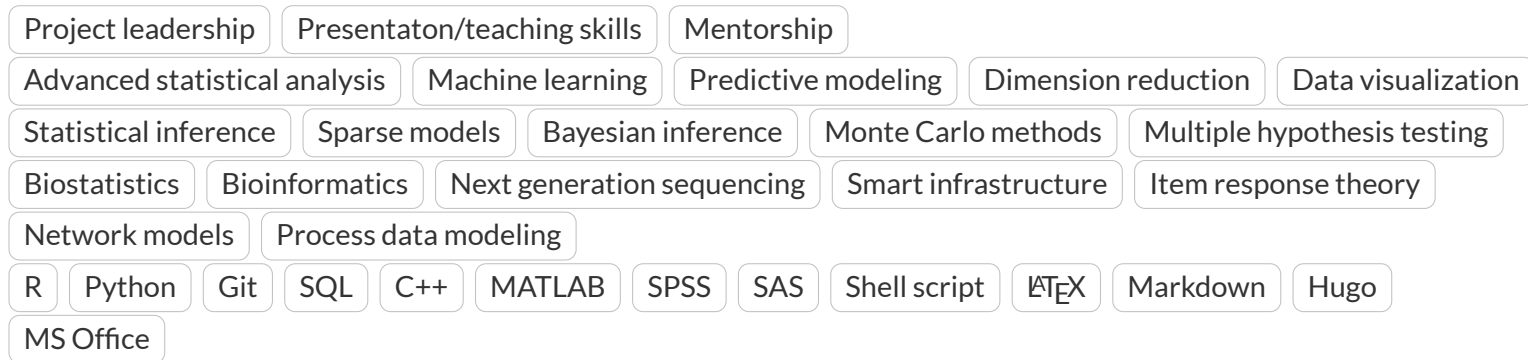 Project leadership Presentaton/teaching skills Mentorship
Advanced statistical analysis Machine learning Predictive modeling Dimension reduction Data visualization
Statistical inference Sparse models Bayesian inference Monte Carlo methods Multiple hypothesis testing
Biostatistics Bioinformatics Next generation sequencing Smart infrastructure Item response theory
Network models Process data modeling
R Python Git SQL C++ MATLAB SPSS SAS Shell script LATEX Markdown Hugo
MS Office